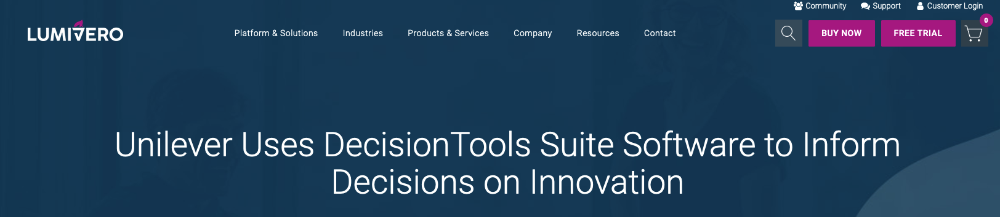 Community Support Customer Login
LUMIVERO Platform & Solutions Industries Products & Services Company Resources Contact BUY NOW FREE TRIAL 0
Unilever Uses DecisionTools Suite Software to Inform
Decisions on Innovation